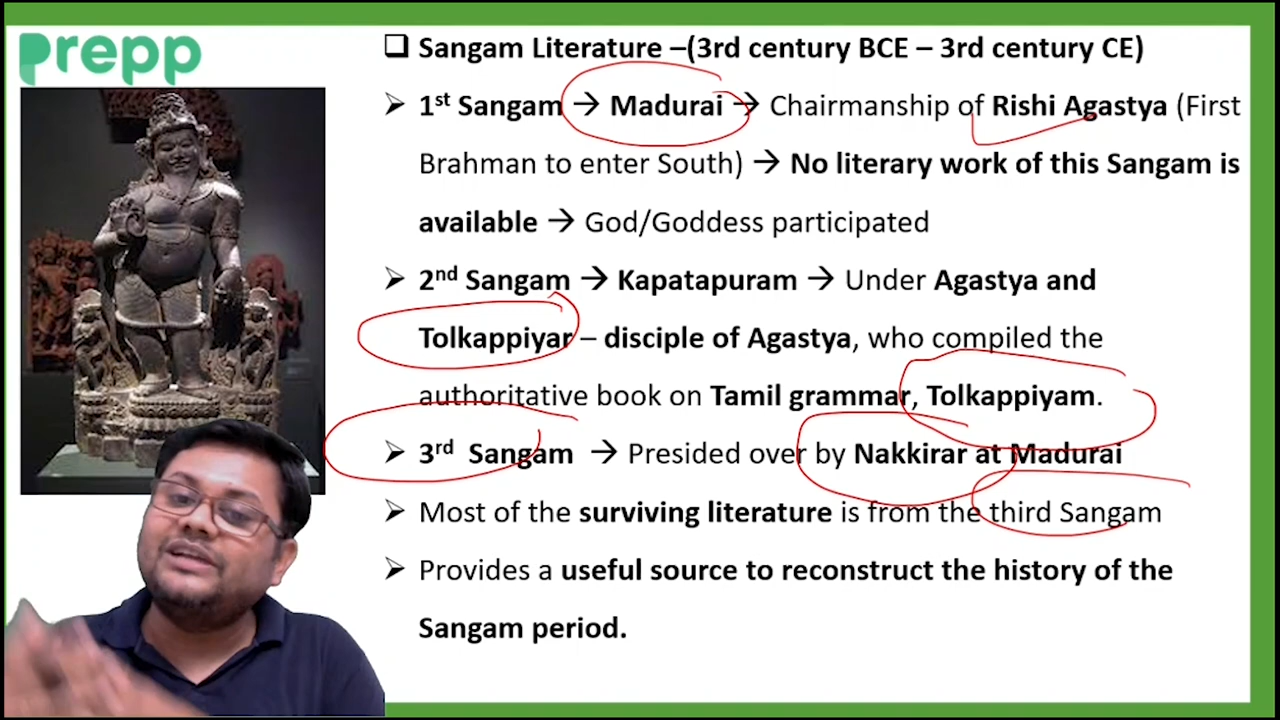 prepp
❑ Sangam Literature –(3rd century BCE – 3rd century CE)
➢ 1st Sangam → Madurai → Chairmanship of Rishi Agastya (First
Brahman to enter South) → No literary work of this Sangam is
available → God/Goddess participated
➢ 2nd Sangam → Kapatapuram → Under Agastya and
Tolkappiyar – disciple of Agastya, who compiled the
authoritative book on Tamil grammar, Tolkappiyam.
➢ 3rd Sangam → Presided over by Nakkirar at Madurai
➢ Most of the surviving literature is from the third Sangam
➢ Provides a useful source to reconstruct the history of the
Sangam period.